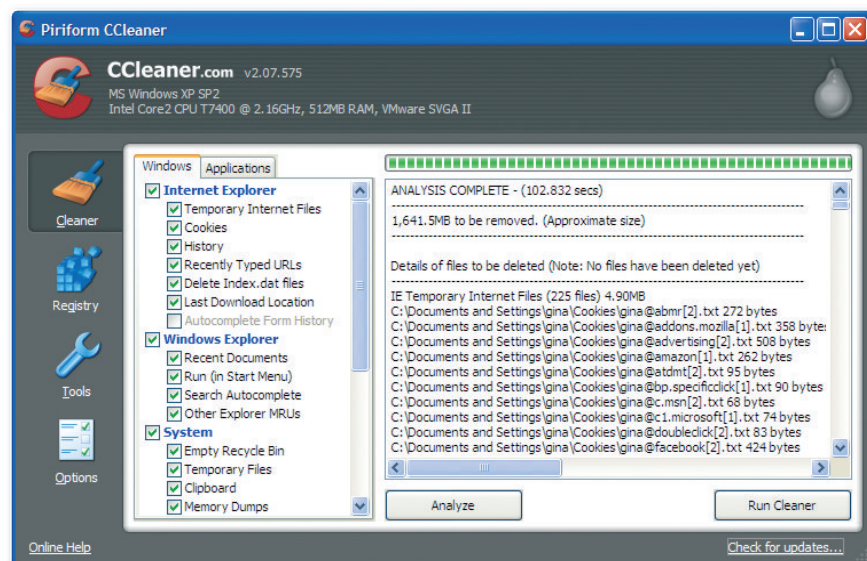 Piriform CCleaner
CCleaner.com v2.07.575
MS Windows XP SP2
Intel Core2 CPU T7400 @ 2.16GHz, 512MB RAM, VMware SVGA II
Cleaner
Registry
Tools
Options
Windows
Applications
Internet Explorer
Temporary Internet Files
Cookies
History
Recently Typed URLs
Delete Index.dat files
Last Download Location
Autocomplete Form History
Windows Explorer
Recent Documents
Run (in Start Menu)
Search Autocomplete
Other Explorer MRUs
System
Empty Recycle Bin
Temporary Files
Clipboard
Memory Dumps
ANALYSIS COMPLETE - (102.832 secs)
1,641.5MB to be removed. (Approximate size)
Details of files to be deleted (Note: No files have been deleted yet)
IE Temporary Internet Files (225 files) 4.90MB
C:\Documents and Settings\gina\Cookies\gina@abmr[2].txt 272 bytes
C:\Documents and Settings\gina\Cookies\gina@addons.mozilla[1].txt 358 bytes
C:\Documents and Settings\gina\Cookies\gina@advertising[2].txt 508 bytes
C:\Documents and Settings\gina\Cookies\gina@amazon[1].txt 262 bytes
C:\Documents and Settings\gina\Cookies\gina@atdmt[2].txt 95 bytes
C:\Documents and Settings\gina\Cookies\gina@bp.specificclick[1].txt 90 bytes
C:\Documents and Settings\gina\Cookies\gina@c.msn[2].txt 68 bytes
C:\Documents and Settings\gina\Cookies\gina@c1.microsoft[1].txt 74 bytes
C:\Documents and Settings\gina\Cookies\gina@doubleclick[2].txt 83 bytes
C:\Documents and Settings\gina\Cookies\gina@facebook[2].txt 424 bytes
Analyze
Run Cleaner
Online Help
Check for updates...